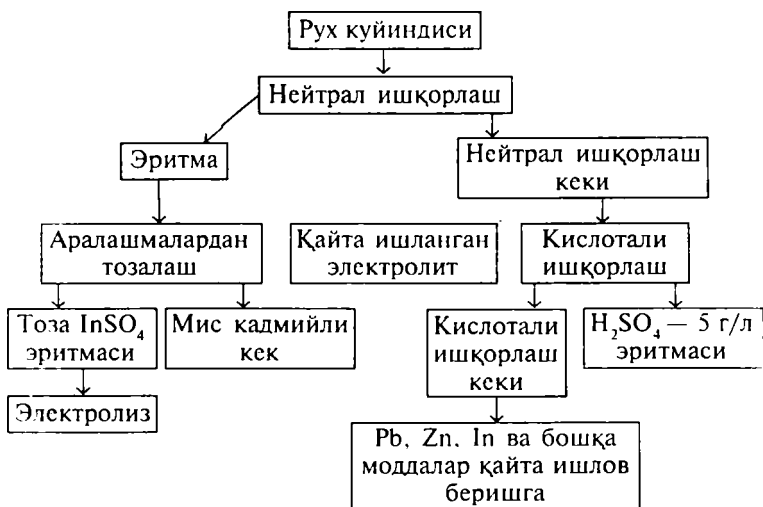 Рух куйиндиси
Нейтрал ишқорлаш
Эритма
Нейтрал ишқорлаш
кеки
Аралашмалардан
тозалаш
Қайта ишланган
электролит
Кислотали
ишқорлаш
Тоза InSO₄
эритмаси
Мис кадмийли
кек
Кислотали
ишқорлаш
кеки
H₂SO₄ — 5 г/л
эритмаси
Электролиз
Pb, Zn, In ва бошқа
моддалар қайта ишлов
беришга